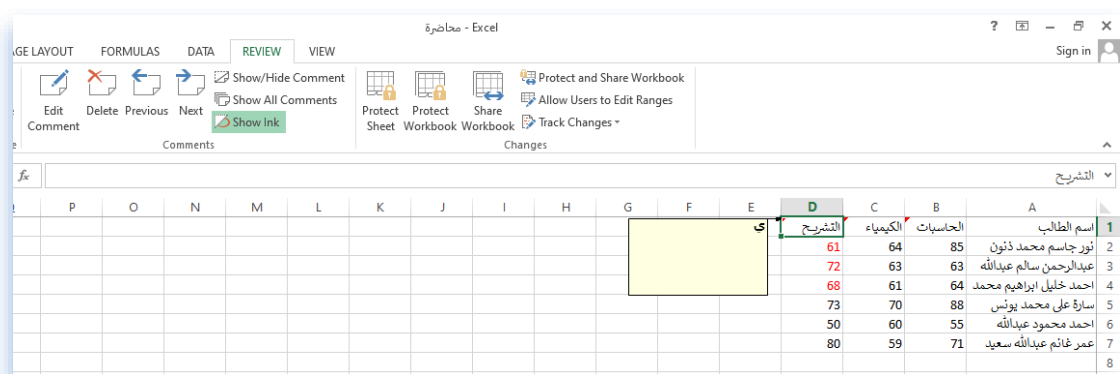 محاضرة - Excel
? Sign in
GE LAYOUT FORMULAS DATA REVIEW VIEW
Edit Comment
Delete Previous Next
Show/Hide Comment
Show All Comments
Show Ink
Comments
Protect Sheet
Protect Workbook
Share Workbook
Protect and Share Workbook
Allow Users to Edit Ranges
Track Changes
Changes
fx التشريح
P O N M L K J I H G F E D C B A
1 اسم الطالب الحاسبات الكيمياء التشريح ي
2 نور جاسم محمد ذنون 85 64 61
3 عبدالرحمن سالم عبدالله 63 63 72
4 احمد خليل ابراهيم محمد 64 61 68
5 سارة علي محمد يونس 88 70 73
6 احمد محمود عبدالله 55 60 50
7 عمر غانم عبدالله سعيد 71 59 80
8